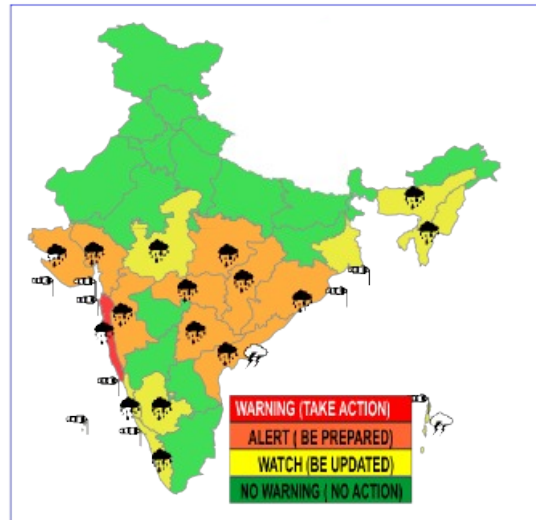 WARNING (TAKE ACTION)
ALERT ( BE PREPARED)
WATCH (BE UPDATED)
NO WARNING ( NO ACTION)